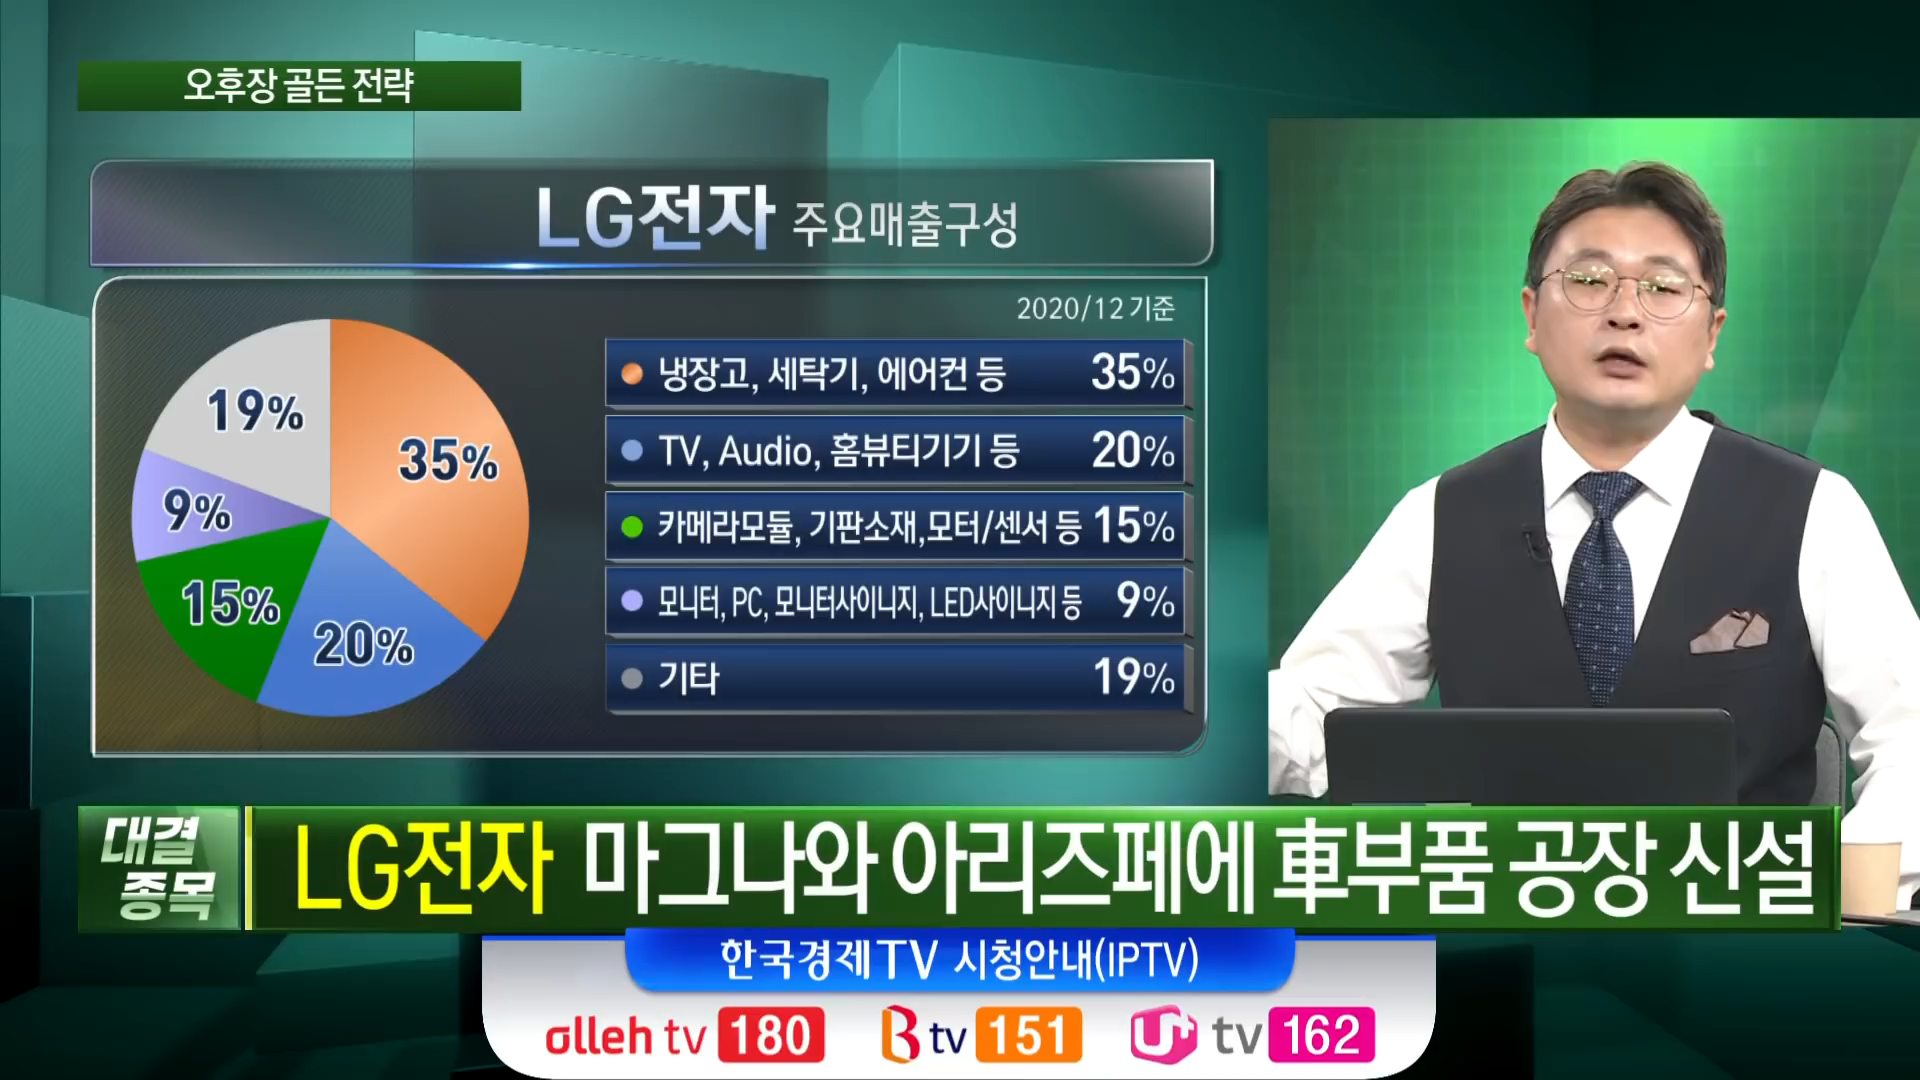 오후장 골든 전략
LG전자 주요매출구성
2020/12 기준
19%
35%
9%
15%
20%
냉장고, 세탁기, 에어컨 등 35%
TV, Audio, 홈뷰티기기 등 20%
카메라모듈, 기판소재,모터/센서 등 15%
모니터, PC, 모니터사이니지, LED사이니지 등 9%
기타 19%
대결
종목
LG전자 마그나와 아리즈페에 車부품 공장 신설
한국경제TV 시청안내(IPTV)
olleh tv 180 B tv 151 U+ tv 162